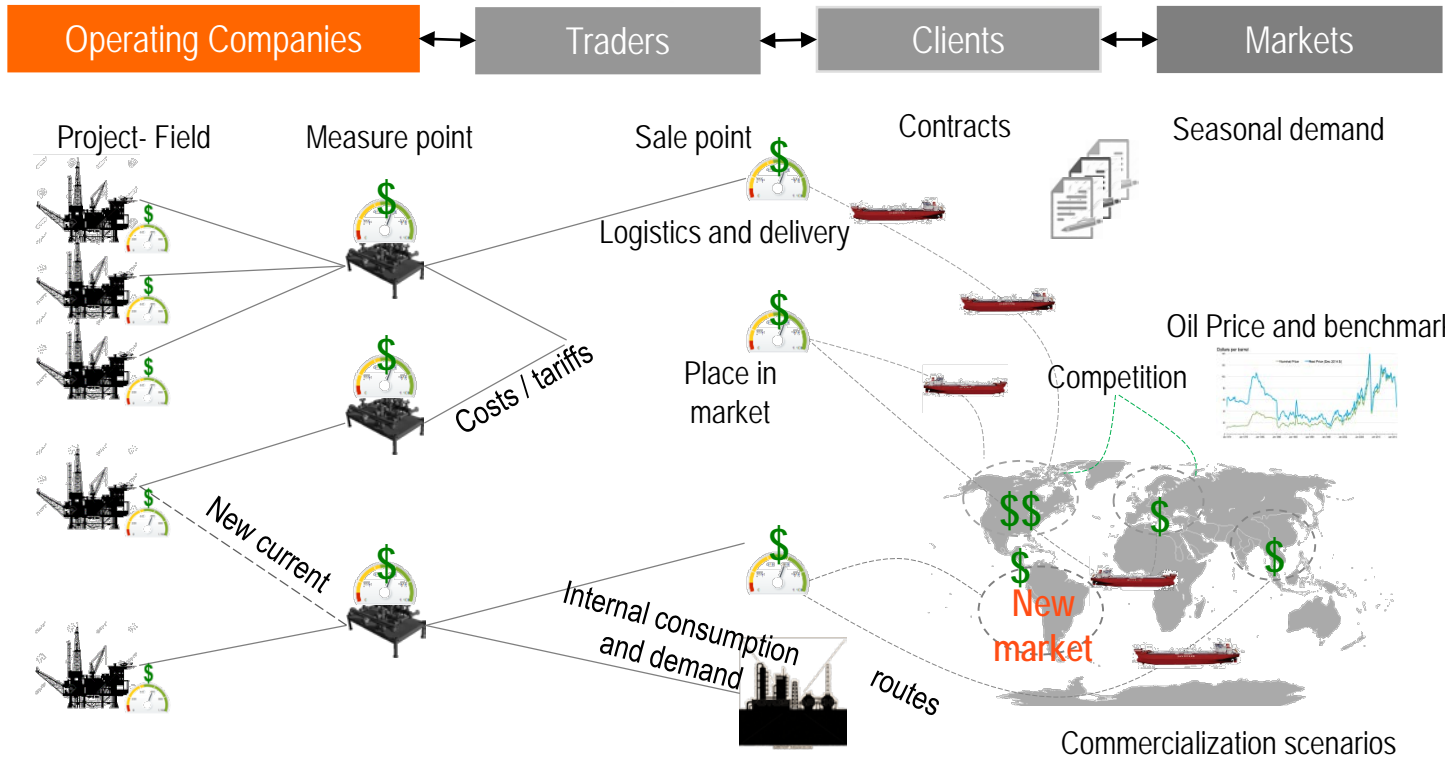 Operating Companies
Traders
Clients
Markets
Project- Field
Measure point
Sale point
Contracts
Seasonal demand
$
$
$
$
$
$
$
$
$
$
$
Logistics and delivery
Costs / tariffs
Place in
market
Oil Price and benchmark
Competition
New current
Internal consumption
and demand
routes
$$
$
$
$
New
market
Commercialization scenarios